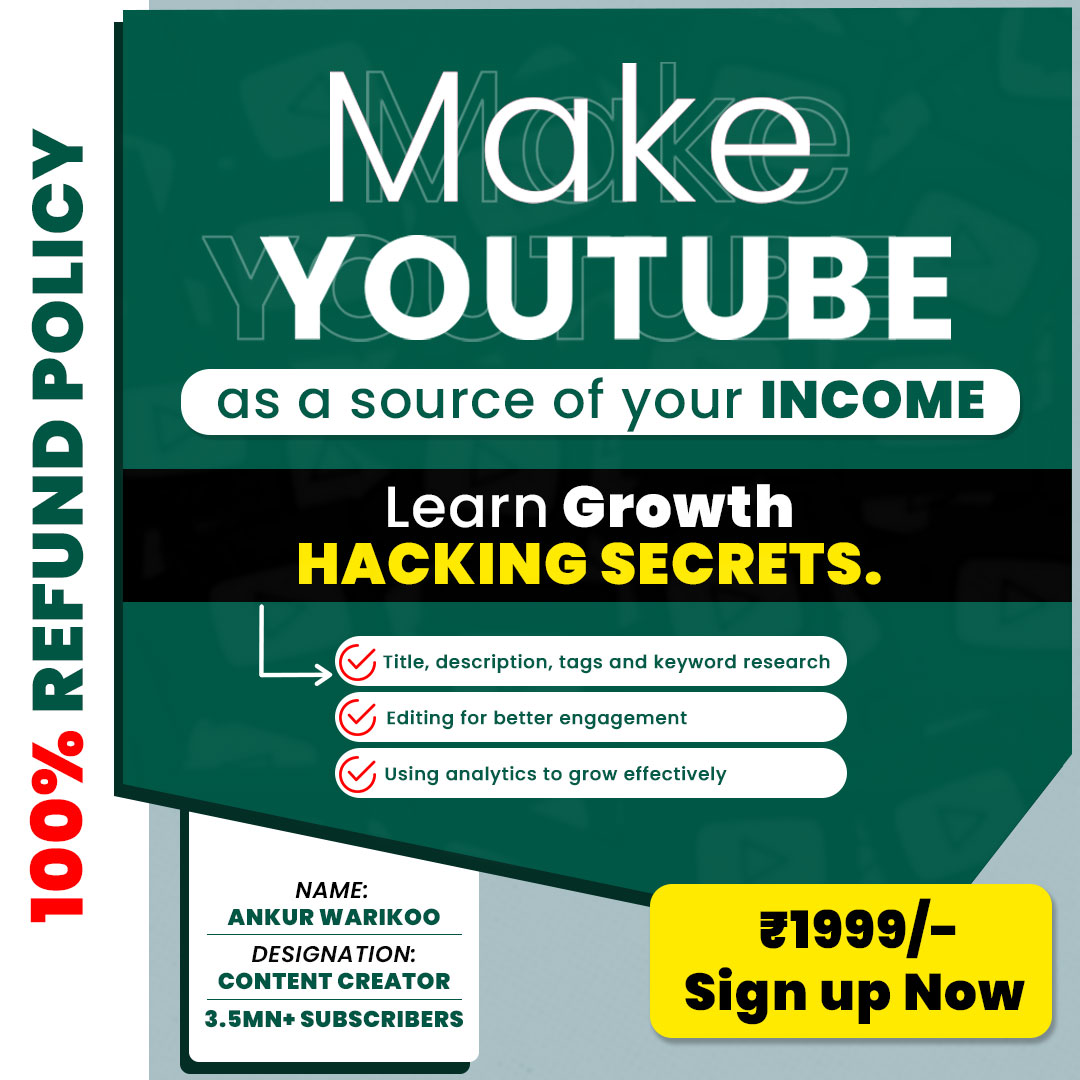 100% REFUND POLICY
Make
YOUTUBE
as a source of your INCOME
Learn Growth
HACKING SECRETS.
Title, description, tags and keyword research
Editing for better engagement
Using analytics to grow effectively
NAME:
ANKUR WARIKOO
DESIGNATION:
CONTENT CREATOR
3.5MN+ SUBSCRIBERS
₹1999/-
Sign up Now